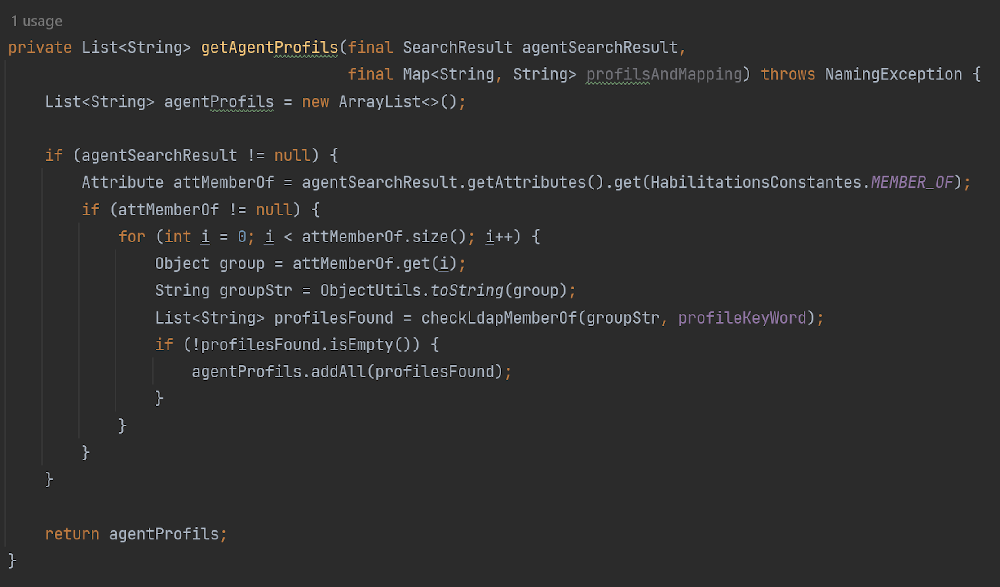 1 usage
private List<String> getAgentProfils(final SearchResult agentSearchResult,
final Map<String, String> profilsAndMapping) throws NamingException {
List<String> agentProfils = new ArrayList<>();
if (agentSearchResult != null) {
Attribute attMemberOf = agentSearchResult.getAttributes().get(HabilitationsConstantes.MEMBER_OF);
if (attMemberOf != null) {
for (int i = 0; i < attMemberOf.size(); i++) {
Object group = attMemberOf.get(i);
String groupStr = ObjectUtils.toString(group);
List<String> profilesFound = checkLdapMemberOf(groupStr, profileKeyWord);
if (!profilesFound.isEmpty()) {
agentProfils.addAll(profilesFound);
}
}
}
}
return agentProfils;
}